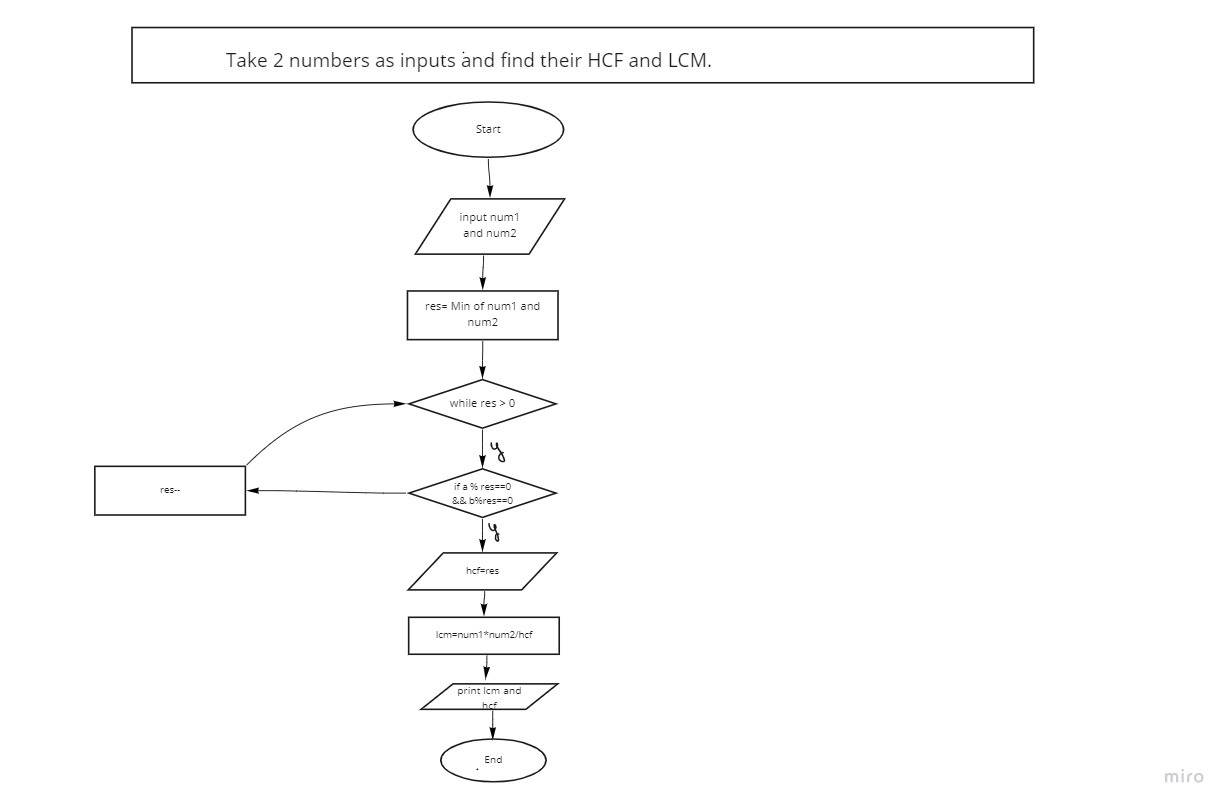 Take 2 numbers as inputs and find their HCF and LCM.
Start
input num1
and num2
res= Min of num1 and
num2
while res > 0
y
if a % res==0
&& b%res==0
res--
y
hcf=res
lcm=num1*num2/hcf
print lcm and
hcf
End
miro